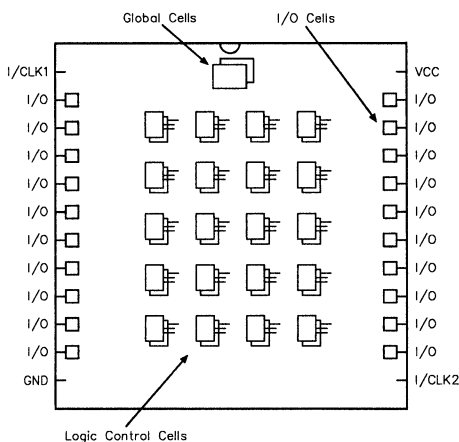 Global Cells I/O Cells
I/CLK1 VCC
I/O I/O
I/O I/O
I/O I/O
I/O I/O
I/O I/O
I/O I/O
I/O I/O
I/O I/O
I/O I/O
I/O I/O
GND I/CLK2
Logic Control Cells